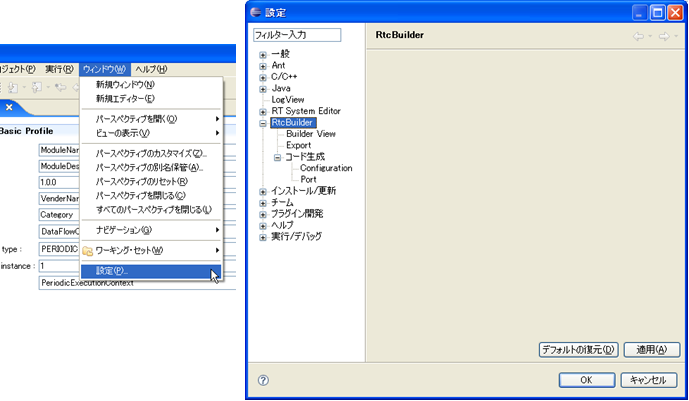 ロジェクト(P) 実行(R) ウィンドウ(W) ヘルプ(H)
新規ウィンドウ(N)
新規エディター(E)
パースペクティブを開く(O)
ビューの表示(V)
パースペクティブのカスタマイズ(Z)...
パースペクティブの別名保管(A)...
パースペクティブのリセット(R)
パースペクティブを閉じる(C)
すべてのパースペクティブを閉じる(L)
ナビゲーション(G)
ワーキング・セット(W)
設定(P)...
Basic Profile
ModuleNam
ModuleDes
1.0.0
VenderNam
Category
DataFlowC
type : PERIODIC
instance : 1
PeriodicExecutionContext
設定
フィルター入力
一般
Ant
C/C++
Java
LogView
RT System Editor
RtcBuilder
Builder View
Export
コード生成
Configuration
Port
インストール/更新
チーム
プラグイン開発
ヘルプ
実行/デバッグ
RtcBuilder
デフォルトの復元(D) 適用(A)
OK キャンセル